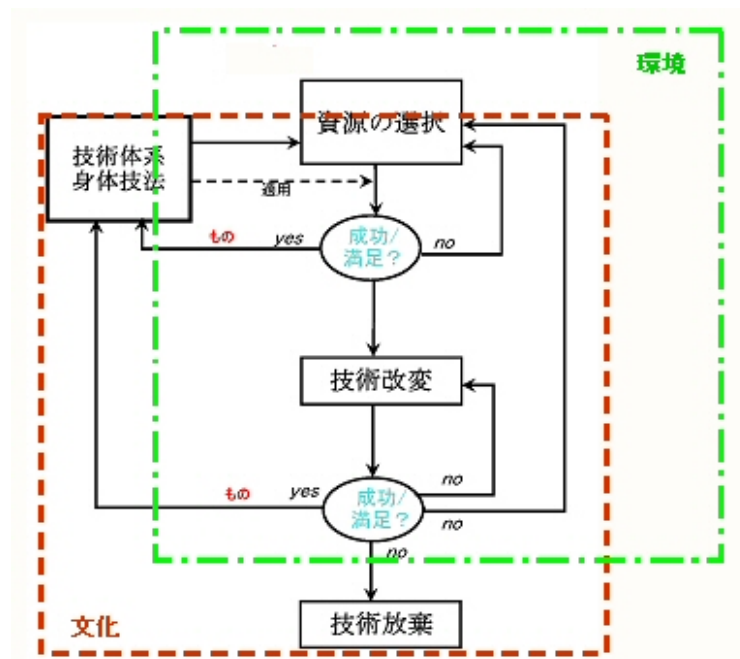 環境
資源の選択
技術体系
身体技法
適用
もの
yes
成功/
満足？
no
技術改変
no
もの
yes
成功/
満足？
no
no
文化
技術放棄